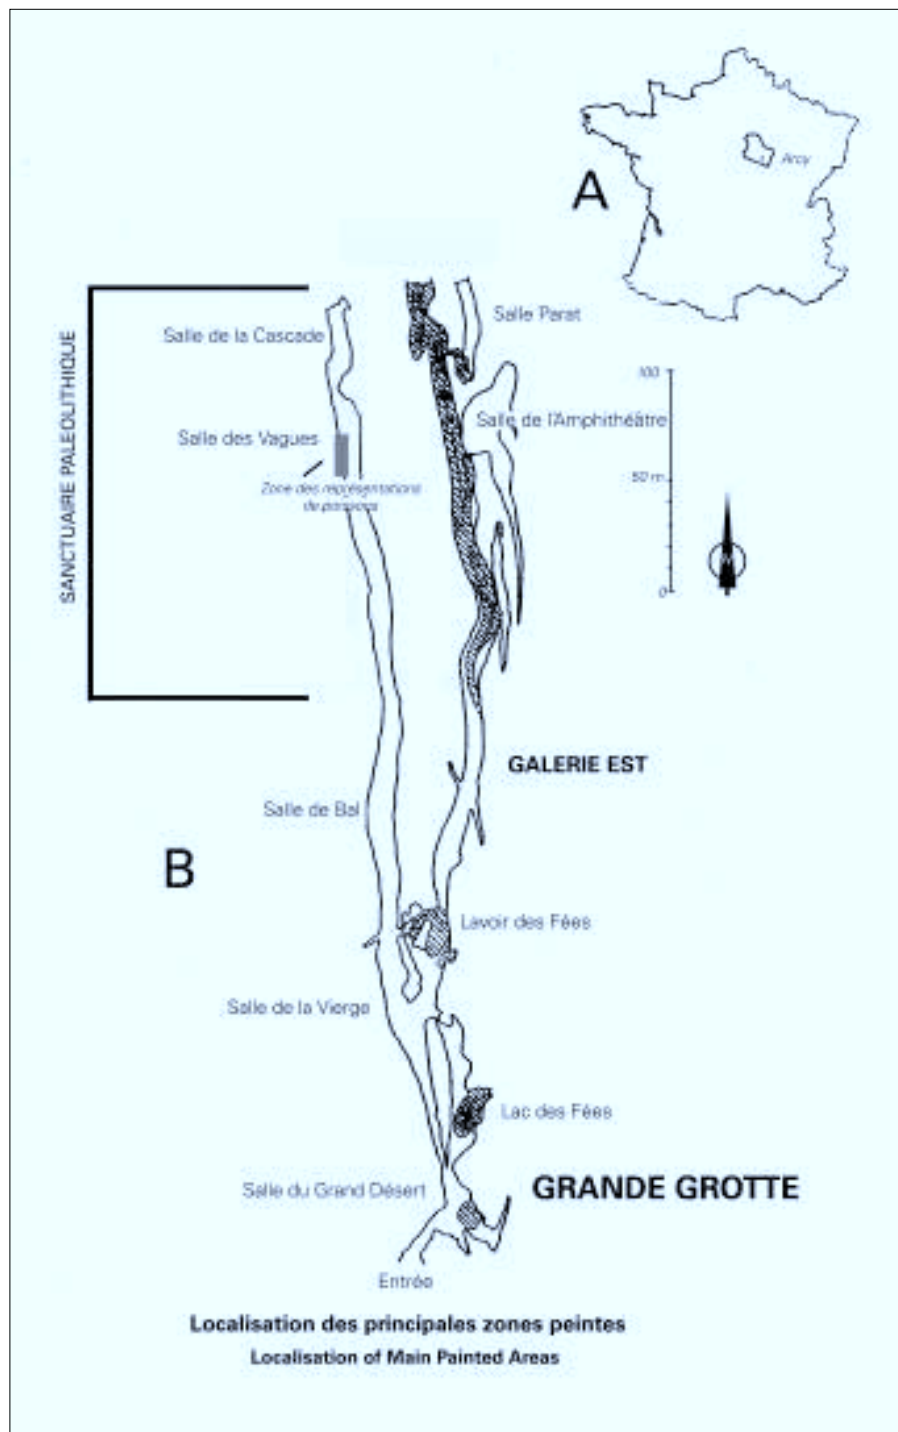 Arcy
A
SANCTUAIRE PALEOLITHIQUE
Salle de la Cascade
Salle Parat
100
Salle de l'Amphithéâtre
Salle des Vagues
50 m
Zone des représentations
de poissons
0
GALERIE EST
Salle de Bal
B
Lavoir des Fées
Salle de la Vierge
Lac des Fées
Salle du Grand Désert
GRANDE GROTTE
Entrée
Localisation des principales zones peintes
Localisation of Main Painted Areas